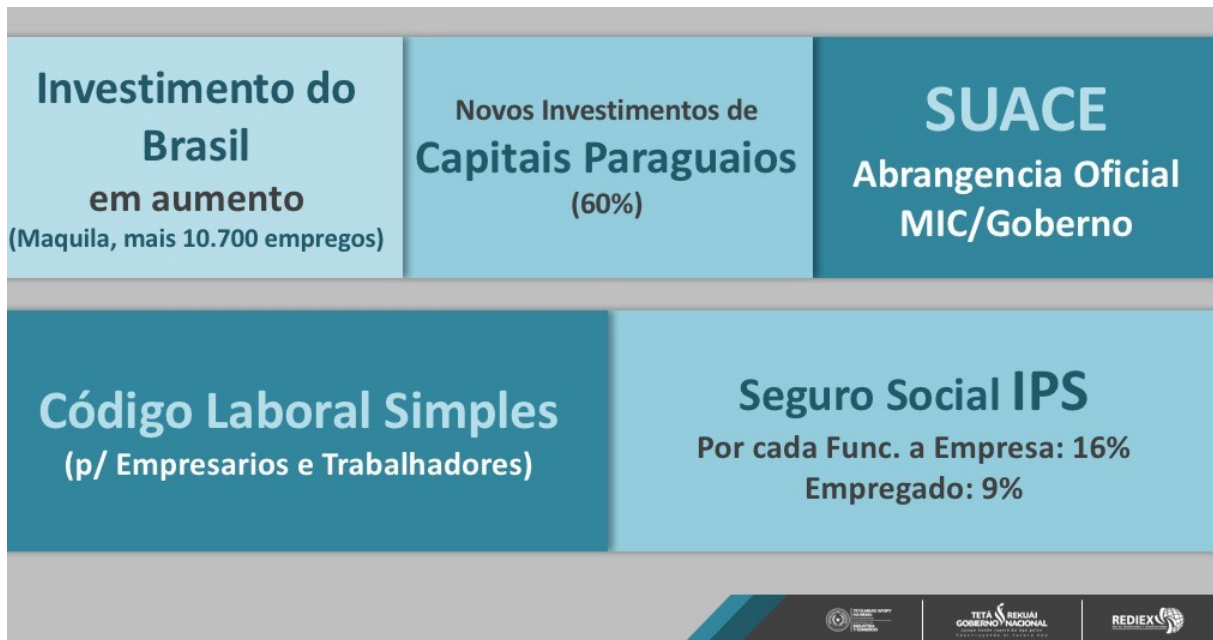 Investimento do
Brasil
em aumento
(Maquila, mais 10.700 empregos)
Novos Investimentos de
Capitais Paraguaios
(60%)
SUACE
Abrangencia Oficial
MIC/Goberno
Código Laboral Simples
(p/ Empresarios e Trabalhadores)
Seguro Social IPS
Por cada Func. a Empresa: 16%
Empregado: 9%
INDUSTRIA
Y COMERCIO
TETÃ REKUÁI
GOBIERNO NACIONAL
REDIEX